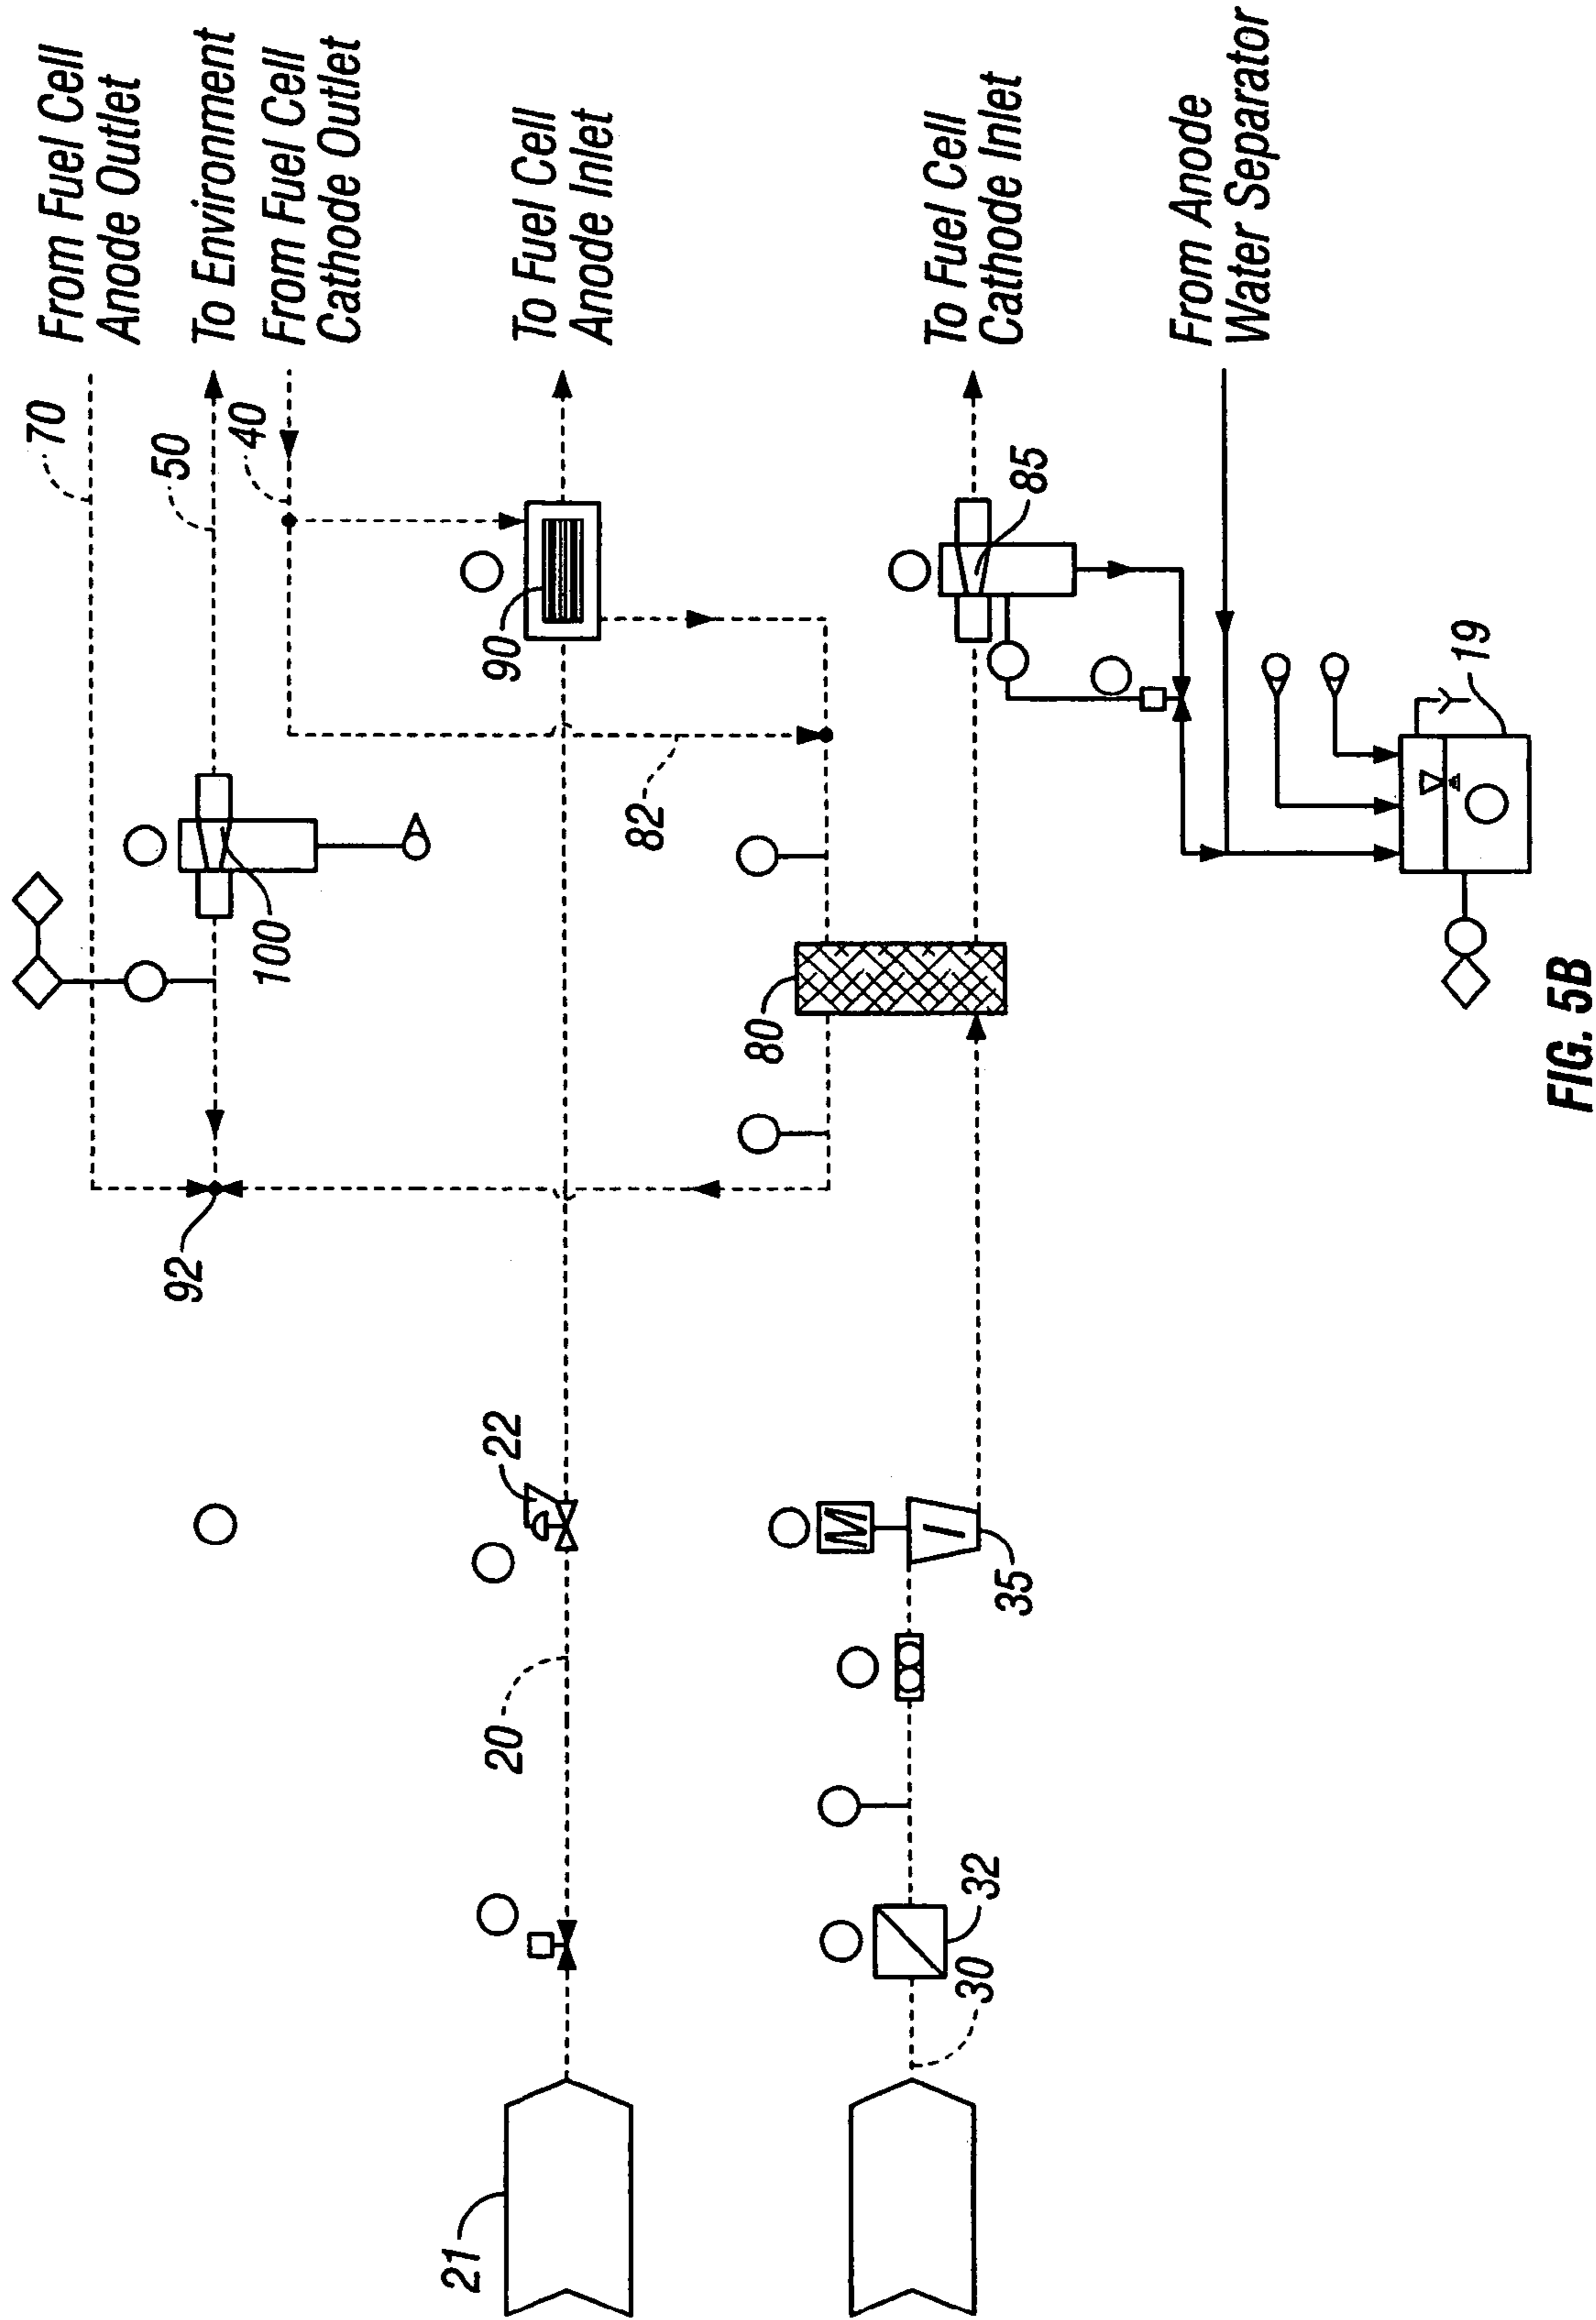 From Fuel Cell
Anode Outlet
To Environment
From Fuel Cell
Cathode Outlet
To Fuel Cell
Anode Inlet
To Fuel Cell
Cathode Inlet
From Anode
Water Separator
70
50
40
90
85
19
82
100
80
92
22
M
I
35
20
32
30
21
FIG. 5B